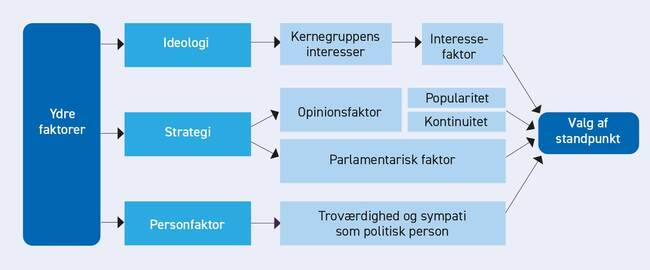 Ydre
faktorer
Ideologi
Kernegruppens
interesser
Interesse-
faktor
Strategi
Opinionsfaktor
Popularitet
Kontinuitet
Parlamentarisk faktor
Personfaktor
Troværdighed og sympati
som politisk person
Valg af
standpunkt